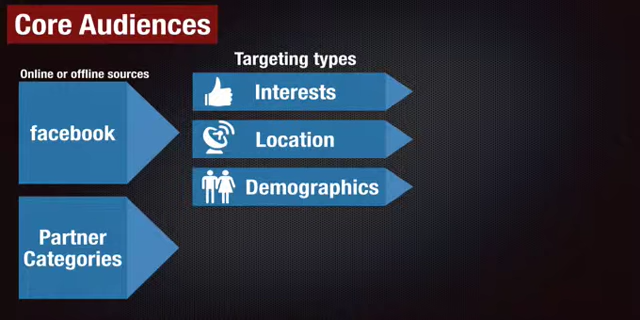 Core Audiences
Online or offline sources
Targeting types
facebook
Interests
Location
Demographics
Partner
Categories